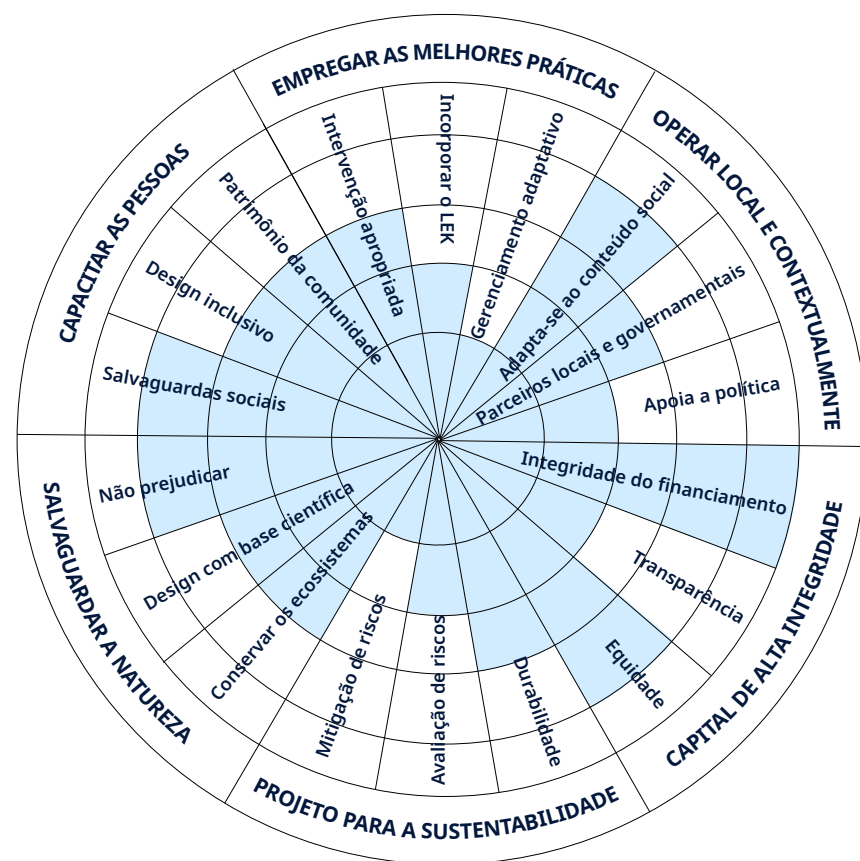 EMPREGAR AS MELHORES PRÁTICAS
Intervenção apropriada
Incorporar o LEK
Gerenciamento adaptativo
OPERAR LOCAL E CONTEXTUALMENTE
Adapta-se ao conteúdo social
Parceiros locais e governamentais
Apoia a política
CAPITAL DE ALTA INTEGRIDADE
Integridade do financiamento
Transparência
Equidade
PROJETO PARA A SUSTENTABILIDADE
Durabilidade
Avaliação de riscos
Mitigação de riscos
SALVAGUARDAR A NATUREZA
Conservar os ecossistemas
Design com base científica
Não prejudicar
CAPACITAR AS PESSOAS
Salvaguardas sociais
Design inclusivo
Patrimônio da comunidade